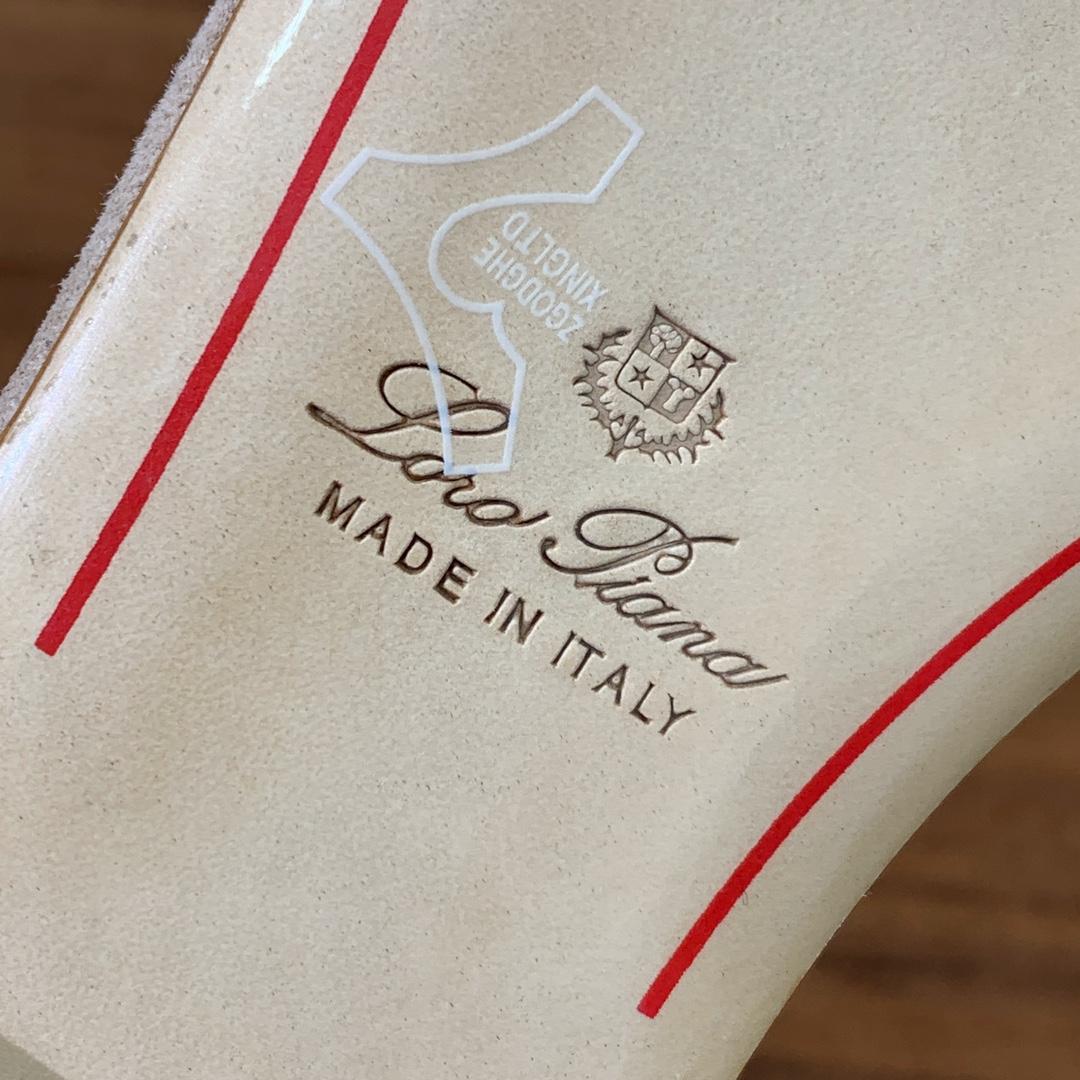 ZGODGHE
XINGLTD
Loro Piana
MADE IN ITALY